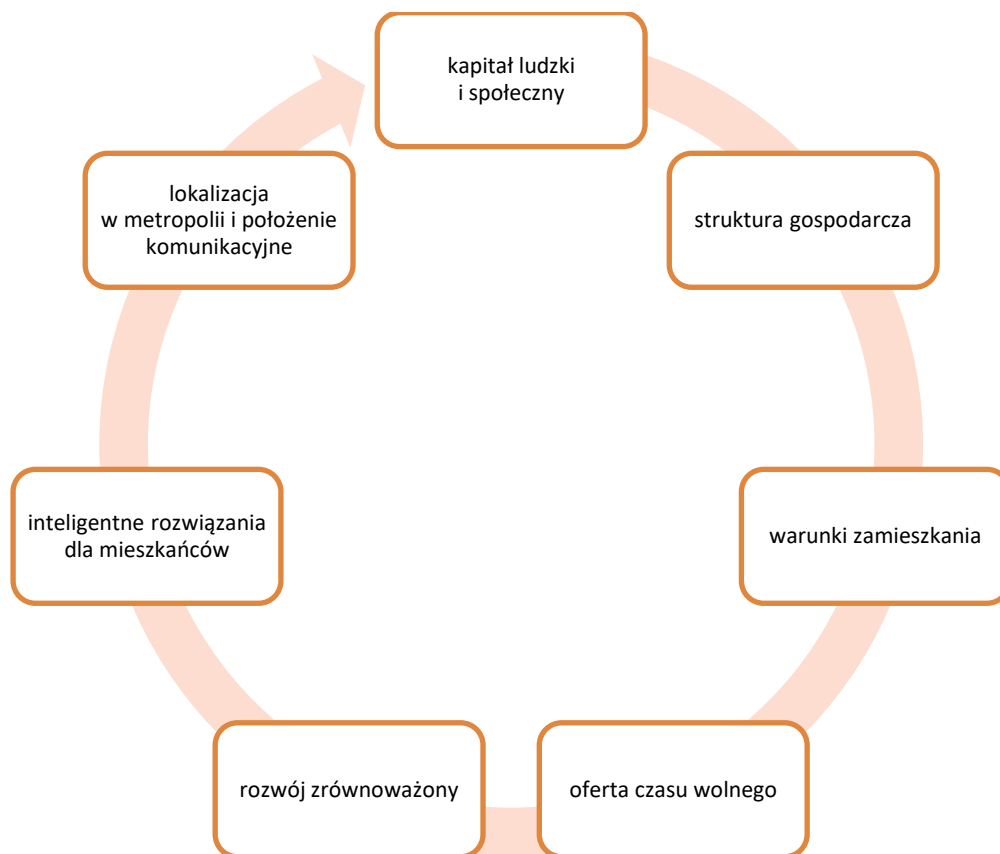 kapitał ludzki
i społeczny
struktura gospodarcza
warunki zamieszkania
oferta czasu wolnego
rozwój zrównoważony
inteligentne rozwiązania
dla mieszkańców
lokalizacja
w metropolii i położenie
komunikacyjne